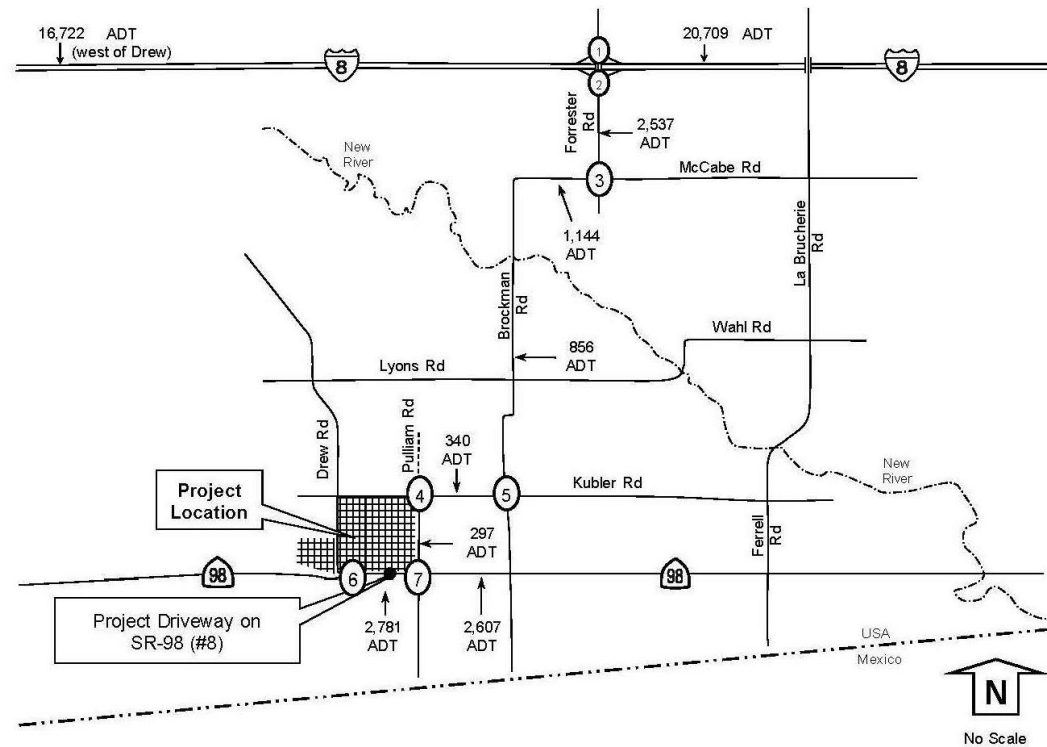 16,722 ADT
(west of Drew)
20,709 ADT
8
8
1
2
Forrester
Rd
2,537
ADT
New
River
3
McCabe Rd
1,144
ADT
La Brucherie
Rd
Brockman
Rd
Wahl Rd
856
ADT
Lyons Rd
Drew Rd
Pulliam Rd
340
ADT
New
River
Project
Location
4
5
Kubler Rd
Ferrell
Rd
297
ADT
98
6
7
98
Project Driveway on
SR-98 (#8)
2,781
ADT
2,607
ADT
USA
Mexico
N
No Scale